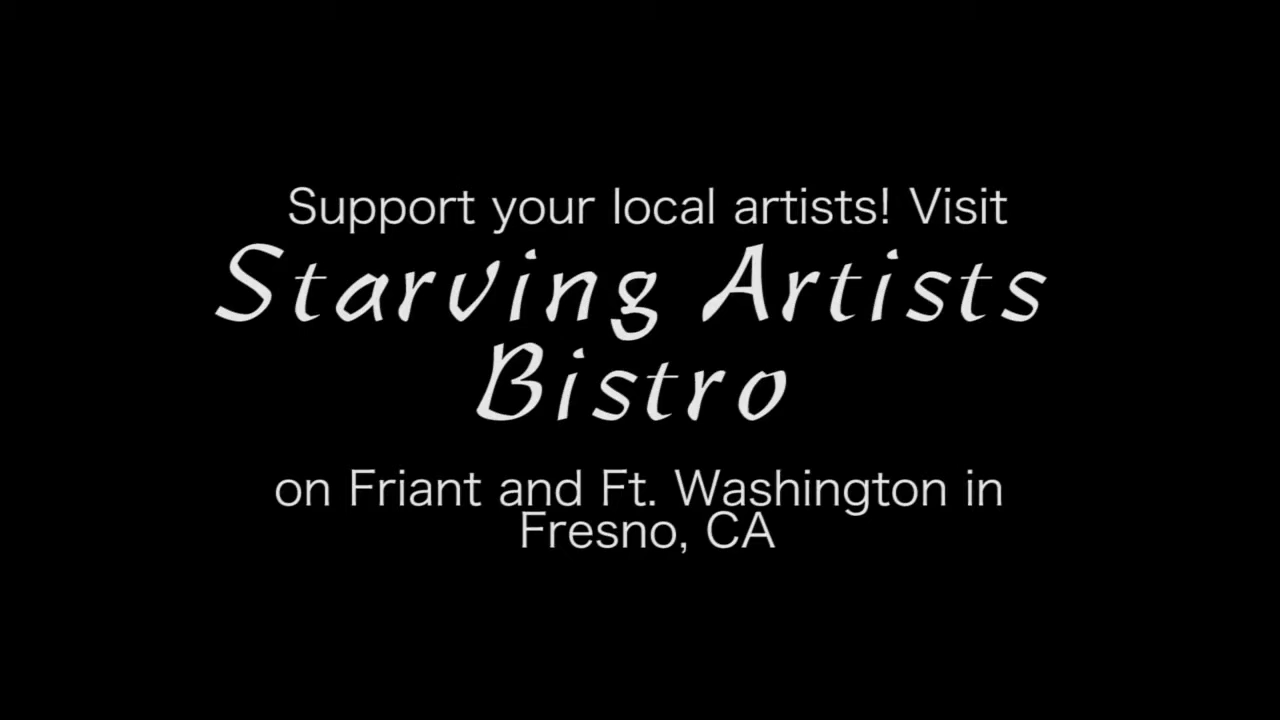 Support your local artists! Visit
Starving Artists
Bistro
on Friant and Ft. Washington in
Fresno, CA